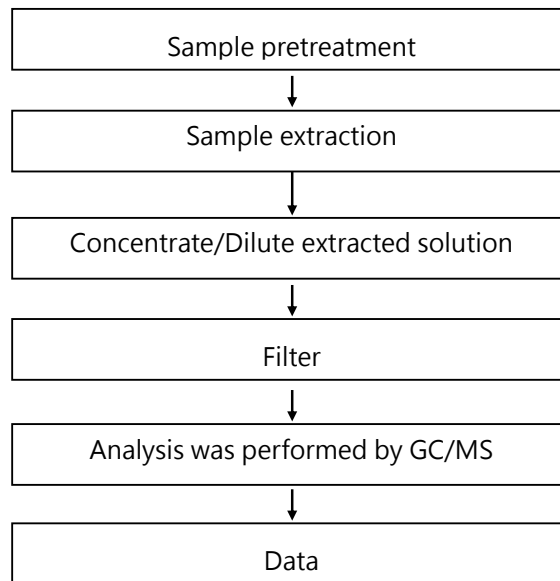 Sample pretreatment
Sample extraction
Concentrate/Dilute extracted solution
Filter
Analysis was performed by GC/MS
Data